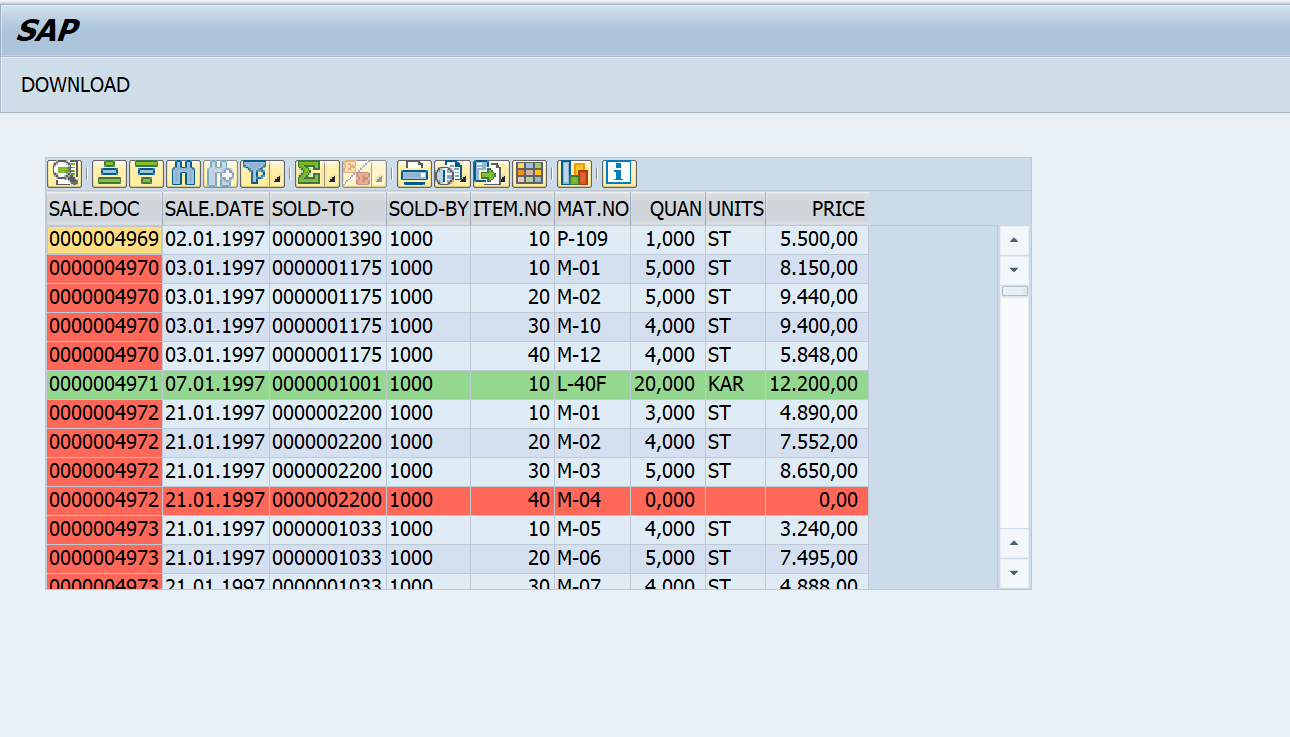 SAP
DOWNLOAD
SALE.DOC SALE.DATE SOLD-TO SOLD-BY ITEM.NO MAT.NO QUAN UNITS PRICE
0000004969 02.01.1997 0000001390 1000 10 P-109 1,000 ST 5.500,00
0000004970 03.01.1997 0000001175 1000 10 M-01 5,000 ST 8.150,00
0000004970 03.01.1997 0000001175 1000 20 M-02 5,000 ST 9.440,00
0000004970 03.01.1997 0000001175 1000 30 M-10 4,000 ST 9.400,00
0000004970 03.01.1997 0000001175 1000 40 M-12 4,000 ST 5.848,00
0000004971 07.01.1997 0000001001 1000 10 L-40F 20,000 KAR 12.200,00
0000004972 21.01.1997 0000002200 1000 10 M-01 3,000 ST 4.890,00
0000004972 21.01.1997 0000002200 1000 20 M-02 4,000 ST 7.552,00
0000004972 21.01.1997 0000002200 1000 30 M-03 5,000 ST 8.650,00
0000004972 21.01.1997 0000002200 1000 40 M-04 0,000 0,00
0000004973 21.01.1997 0000001033 1000 10 M-05 4,000 ST 3.240,00
0000004973 21.01.1997 0000001033 1000 20 M-06 5,000 ST 7.495,00
0000004973 21.01.1997 0000001033 1000 30 M-07 4,000 ST 4.888,00